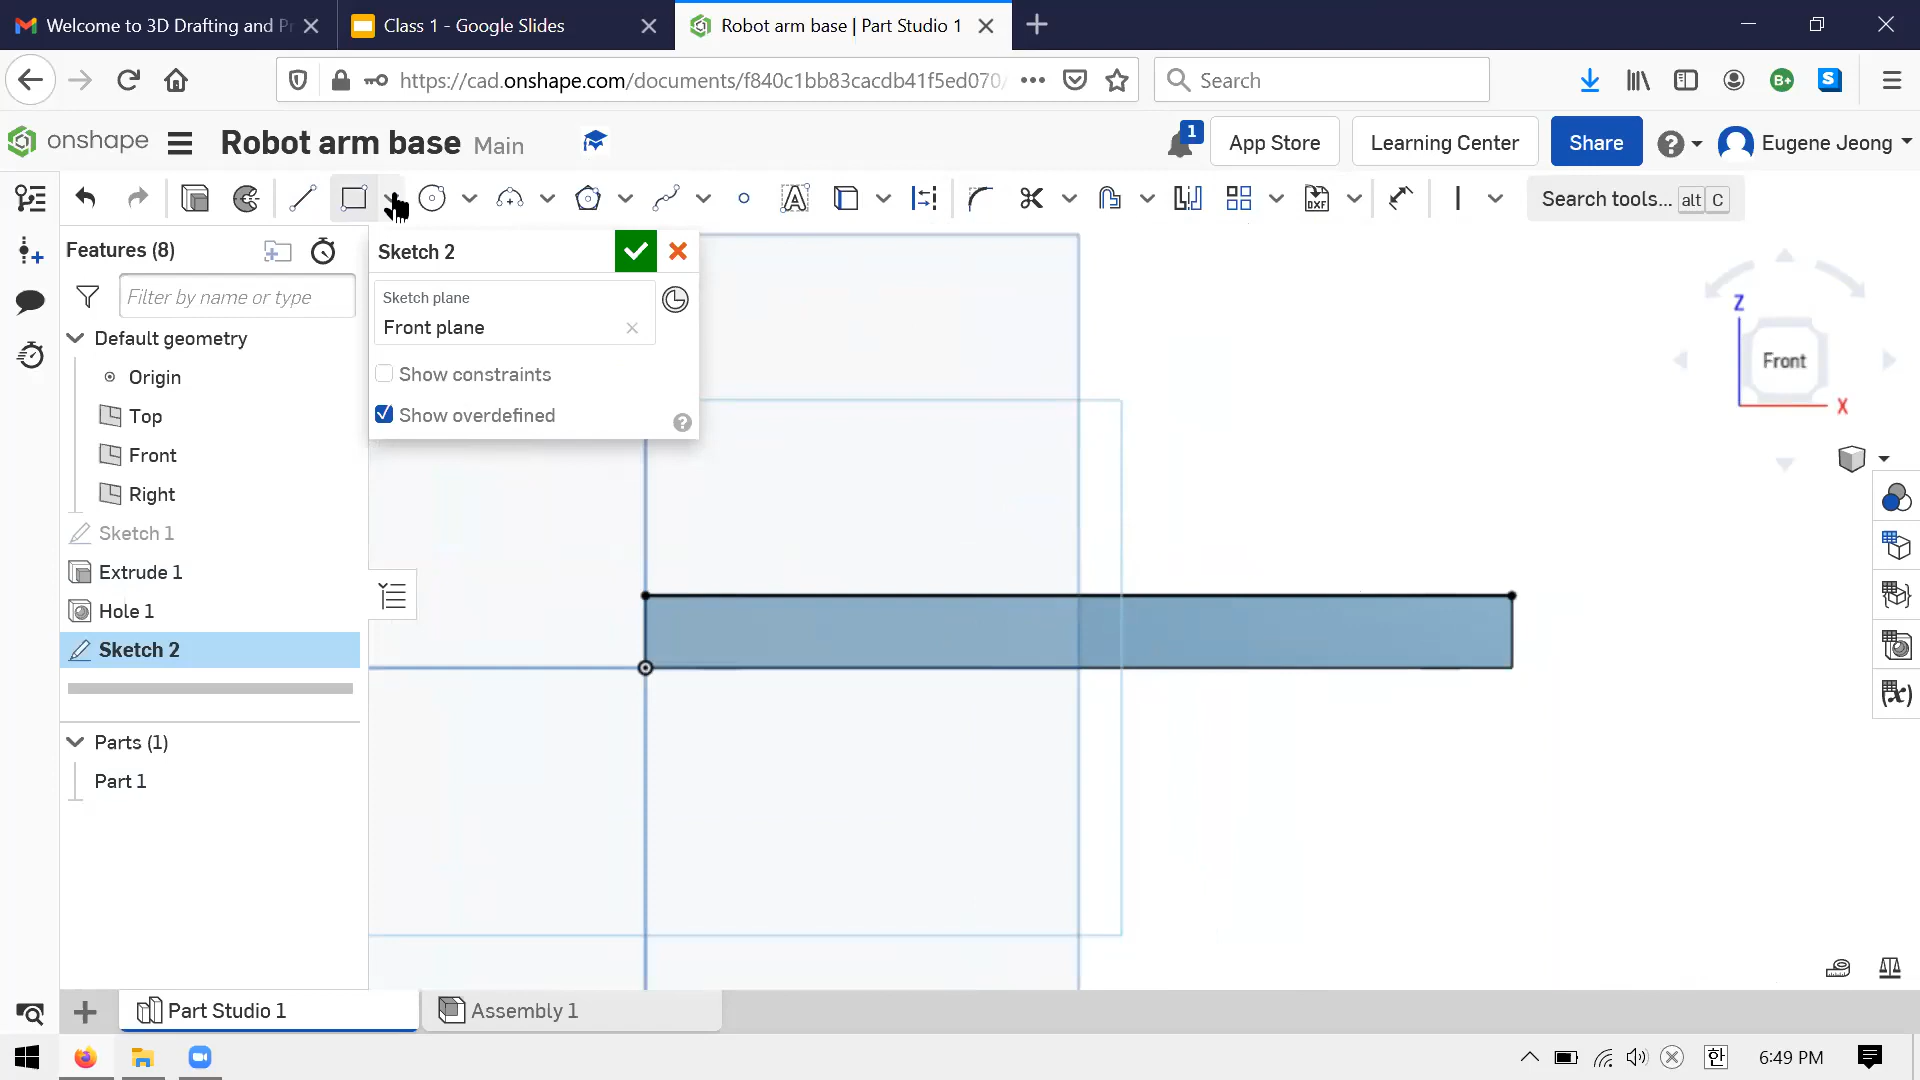 Welcome to 3D Drafting and Pr
Class 1 - Google Slides
Robot arm base | Part Studio 1
https://cad.onshape.com/documents/f840c1bb83cacdb41f5ed070/
Search
B+
S
onshape
Robot arm base Main
1
App Store
Learning Center
Share
Eugene Jeong
DXF
Search tools... alt C
Features (8)
Filter by name or type
Default geometry
Origin
Top
Front
Right
Sketch 1
Extrude 1
Hole 1
Sketch 2
Parts (1)
Part 1
Sketch 2
Sketch plane
Front plane
Show constraints
Show overdefined
Z
Front
X
(x)
Part Studio 1
Assembly 1
한
6:49 PM